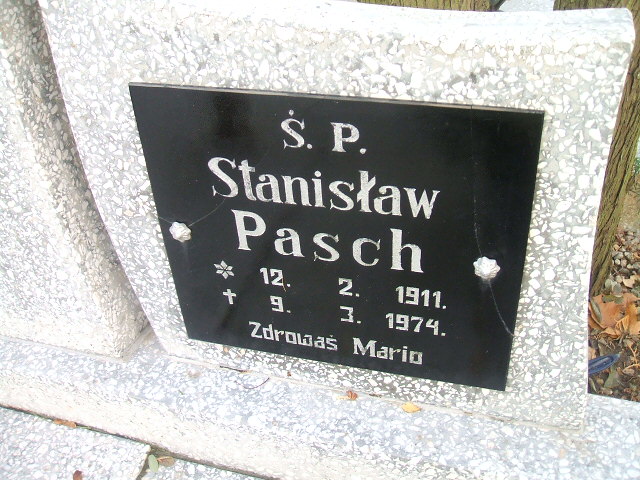 Ś. P.
Stanisław
Pasch
✲ 12. 2. 1911.
✝ 9. 3. 1974.
Zdrowaś Mario